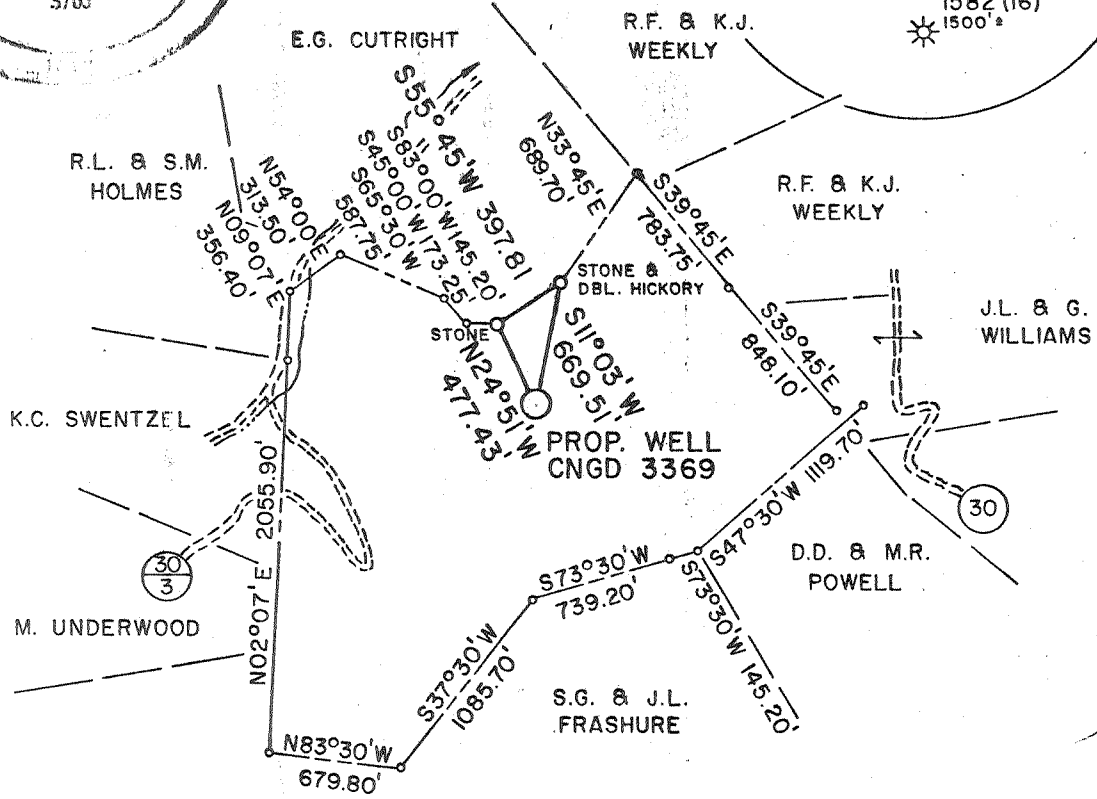 1582 (16)
1500'±
R.F. & K.J.
WEEKLY
E.G. CUTRIGHT
R.L. & S.M.
HOLMES
N54°00'E
313.50'
N09°07'E
356.40'
S65°30'W
587.75'
S45°00'W 173.25'
S83°00'W 145.20'
S55°45'W 397.81
N33°45'E
689.70'
S39°45'E
783.75'
R.F. & K.J.
WEEKLY
STONE &
DBL. HICKORY
STONE
S11°03'W
669.51'
N24°51'W
477.43'
S39°45'E
848.10'
J.L. & G.
WILLIAMS
K.C. SWENTZEL
PROP. WELL
CNGD 3369
S47°30'W 1119.70'
30
N02°07'E 2055.90'
30
3
D.D. & M.R.
POWELL
M. UNDERWOOD
S73°30'W
739.20'
S73°30'W 145.20'
S37°30'W
1085.70'
S.G. & J.L.
FRASHURE
N83°30'W
679.80'